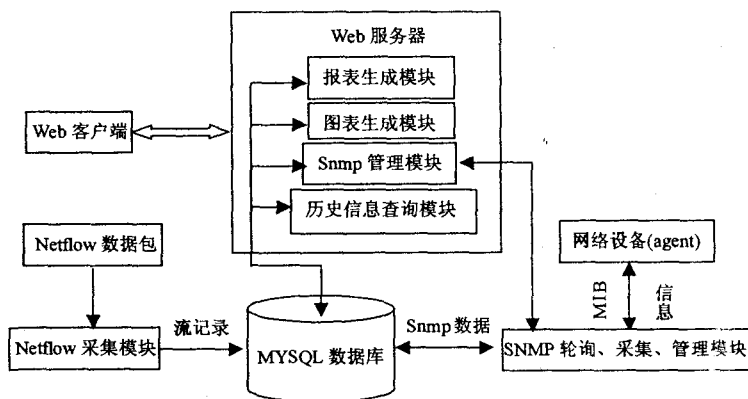 Web 服务器
报表生成模块
图表生成模块
Web 客户端
Snmp 管理模块
历史信息查询模块
Netflow 数据包
网络设备(agent)
MIB
信息
流记录
Snmp 数据
Netflow 采集模块
MYSQL 数据库
SNMP 轮询、采集、管理模块